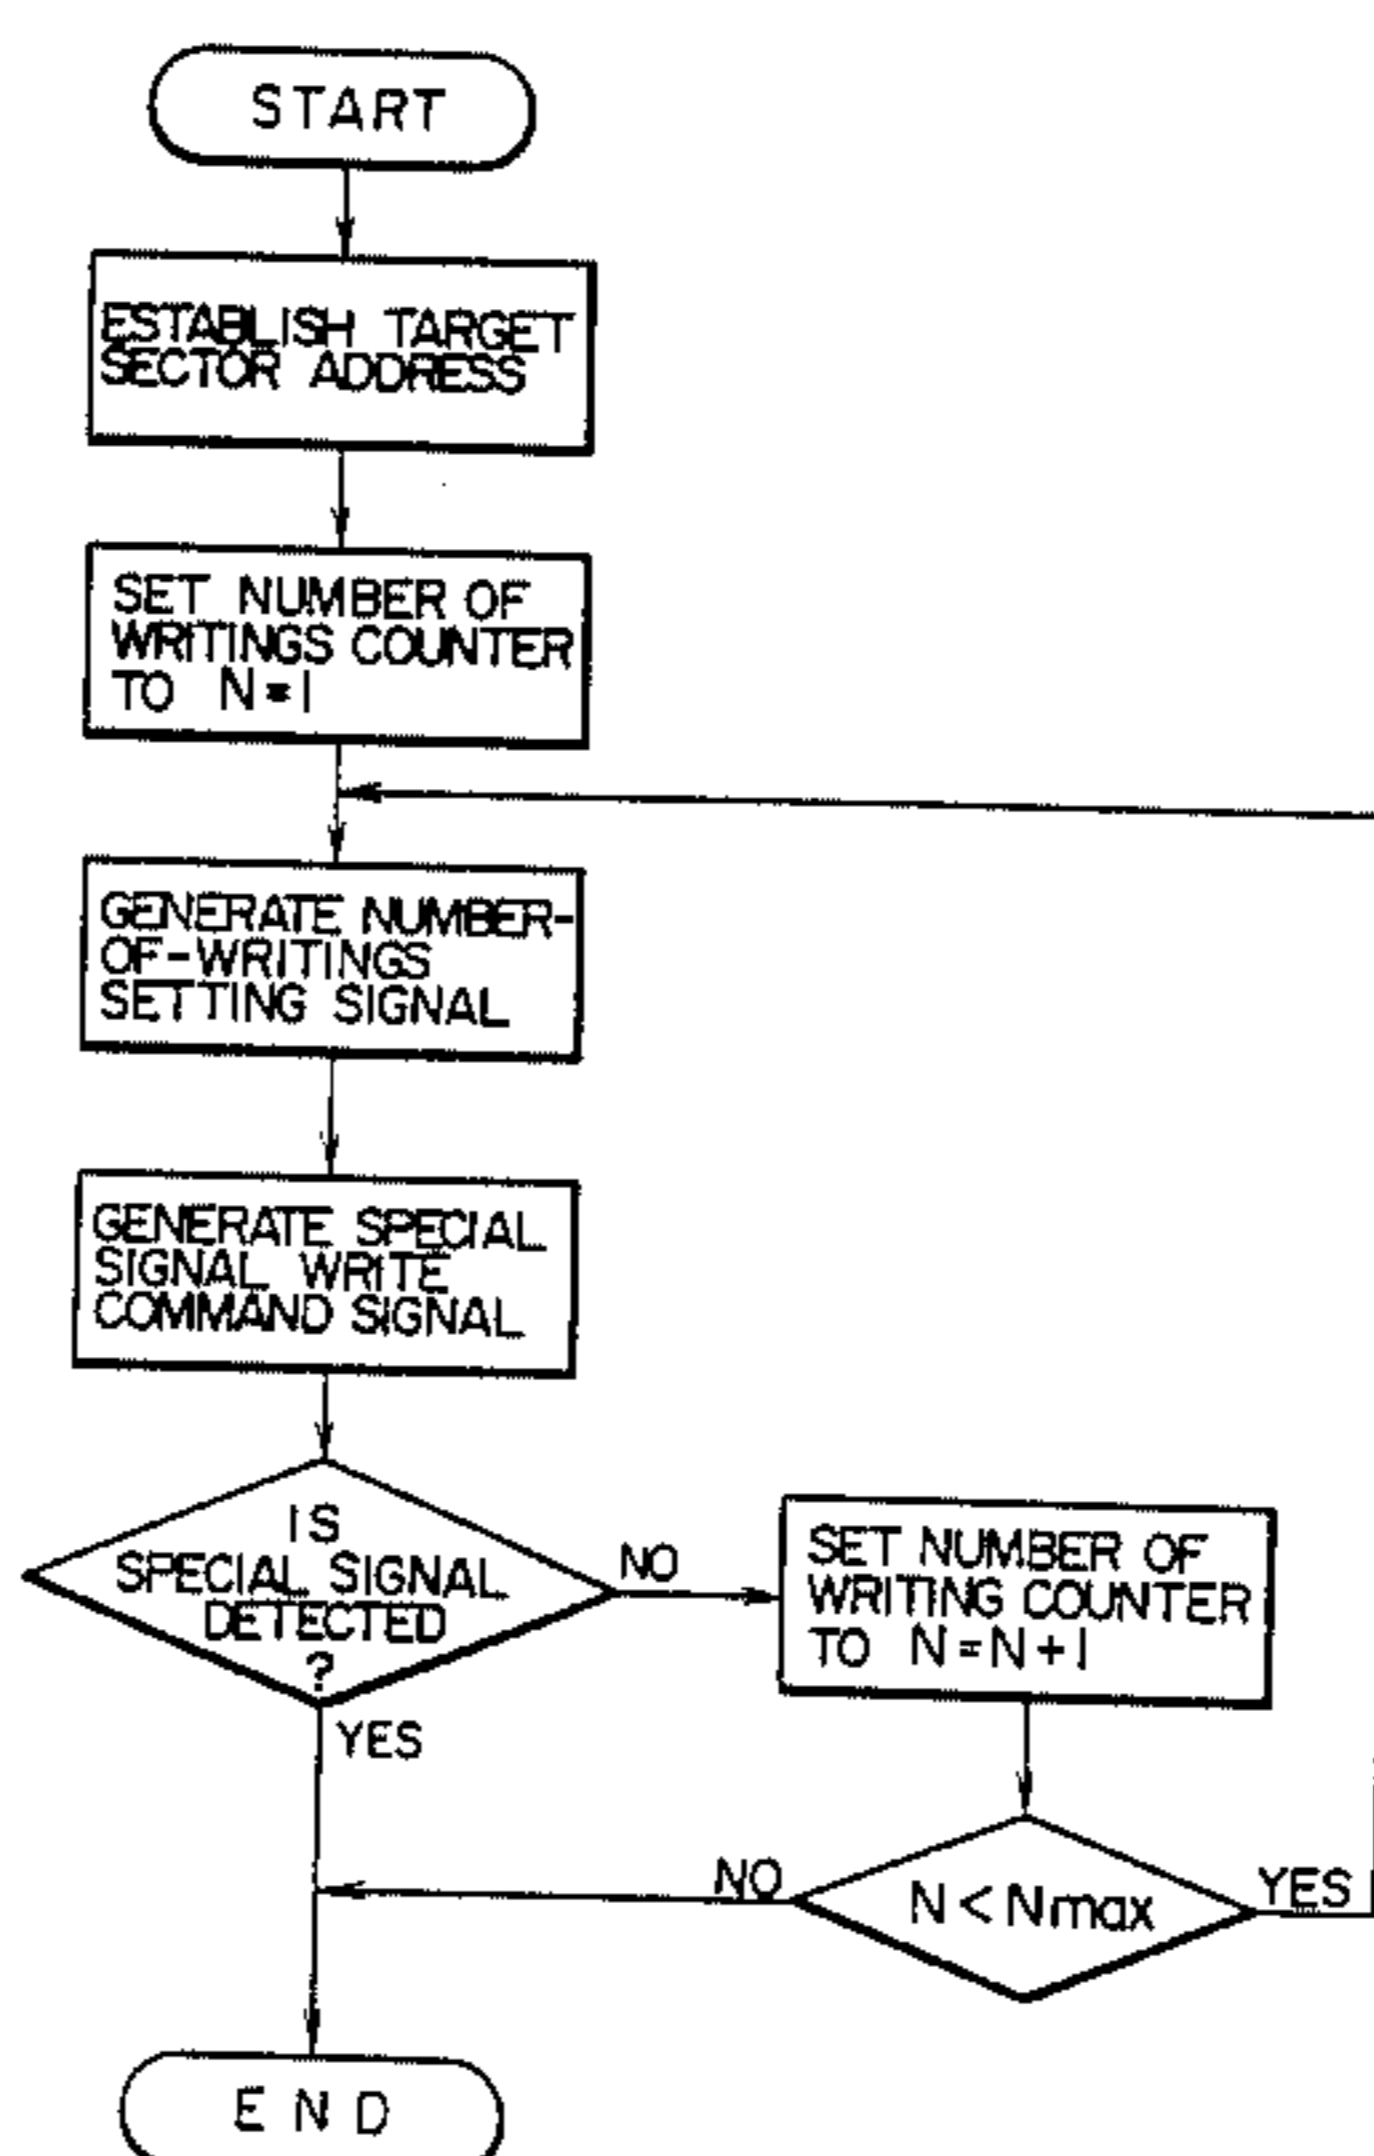 START
ESTABLISH TARGET
SECTOR ADDRESS
SET NUMBER OF
WRITINGS COUNTER
TO N=1
GENERATE NUMBER-
OF-WRITINGS
SETTING SIGNAL
GENERATE SPECIAL
SIGNAL WRITE
COMMAND SIGNAL
IS
SPECIAL SIGNAL
DETECTED
?
NO
SET NUMBER OF
WRITING COUNTER
TO N=N+1
YES
NO
N<Nmax
YES
END